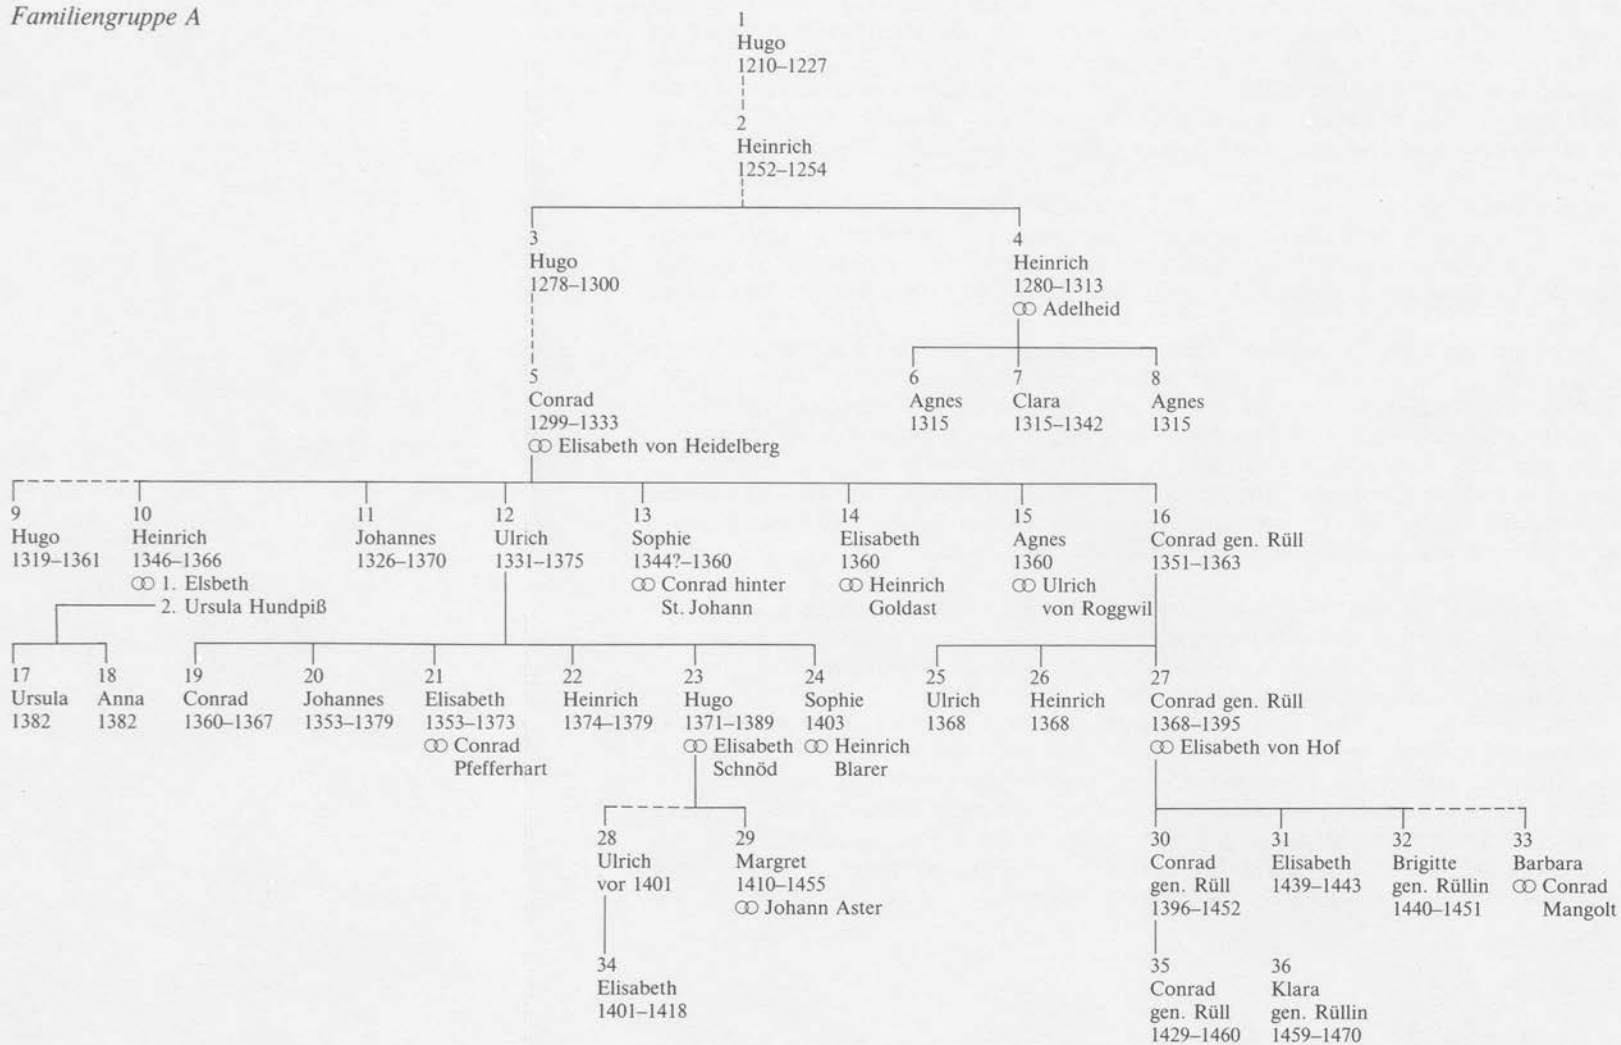 Familiengruppe A
1
Hugo
1210–1227
2
Heinrich
1252–1254
3
Hugo
1278–1300
4
Heinrich
1280–1313
⚭ Adelheid
5
Conrad
1299–1333
⚭ Elisabeth von Heidelberg
6
Agnes
1315
7
Clara
1315–1342
8
Agnes
1315
9
Hugo
1319–1361
10
Heinrich
1346–1366
⚭ 1. Elsbeth
2. Ursula Hundpiß
11
Johannes
1326–1370
12
Ulrich
1331–1375
13
Sophie
1344?–1360
⚭ Conrad hinter
St. Johann
14
Elisabeth
1360
⚭ Heinrich
Goldast
15
Agnes
1360
⚭ Ulrich
von Roggwil
16
Conrad gen. Rüll
1351–1363
17
Ursula
1382
18
Anna
1382
19
Conrad
1360–1367
20
Johannes
1353–1379
21
Elisabeth
1353–1373
⚭ Conrad
Pfefferhart
22
Heinrich
1374–1379
23
Hugo
1371–1389
⚭ Elisabeth
Schnöd
24
Sophie
1403
⚭ Heinrich
Blarer
25
Ulrich
1368
26
Heinrich
1368
27
Conrad gen. Rüll
1368–1395
⚭ Elisabeth von Hof
28
Ulrich
vor 1401
29
Margret
1410–1455
⚭ Johann Aster
30
Conrad
gen. Rüll
1396–1452
31
Elisabeth
1439–1443
32
Brigitte
gen. Rüllin
1440–1451
33
Barbara
⚭ Conrad
Mangolt
34
Elisabeth
1401–1418
35
Conrad
gen. Rüll
1429–1460
36
Klara
gen. Rüllin
1459–1470